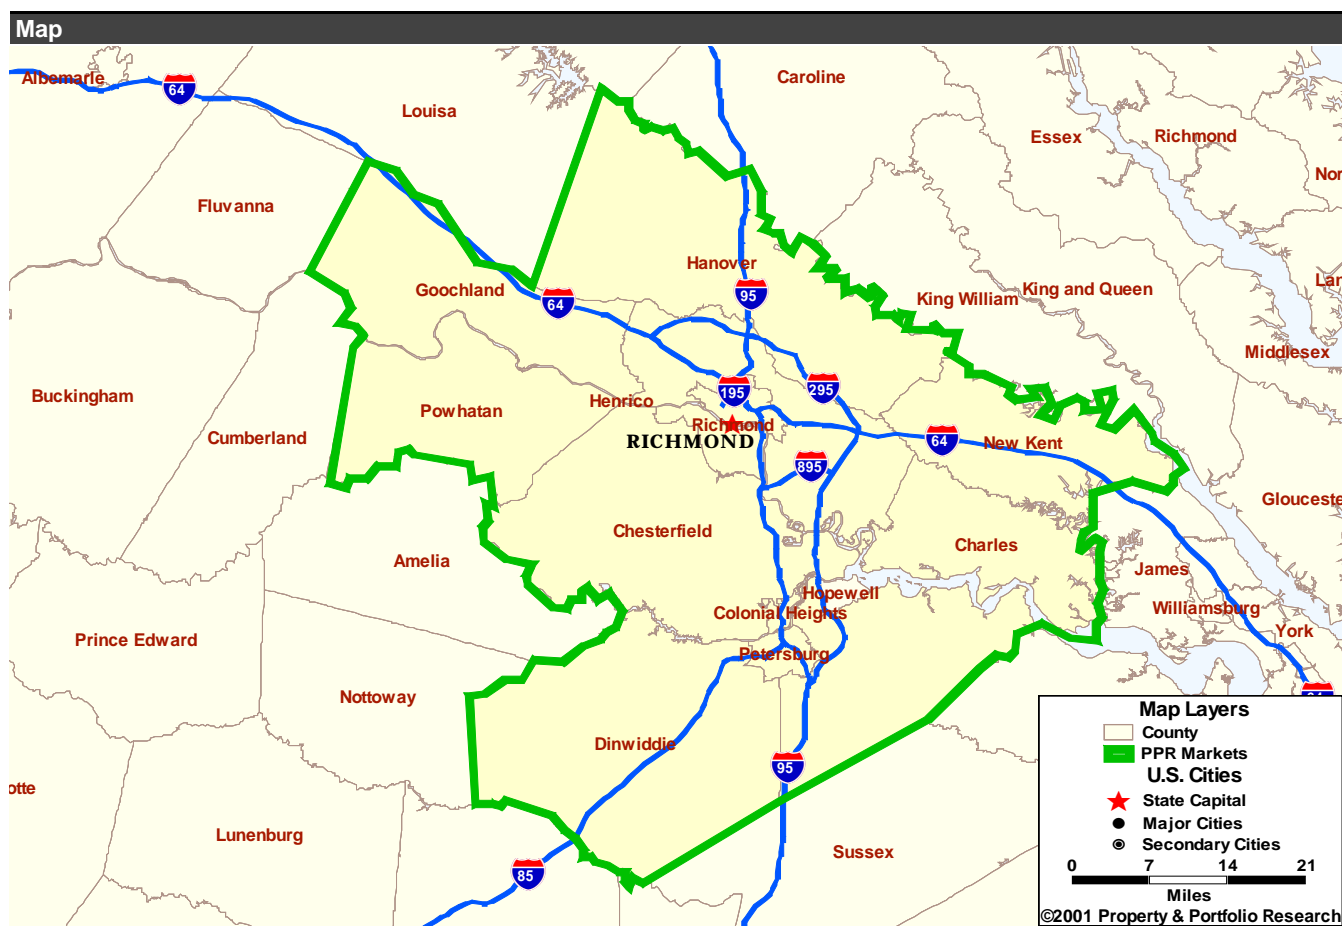 Map
Albemarle
64
Louisa
Caroline
Essex
Richmond
Nor
Fluvanna
Hanover
Goochland
64
95
King William
King and Queen
Lan
Middlesex
Buckingham
Powhatan
Henrico
195
295
Cumberland
Richmond
RICHMOND
64
New Kent
895
Glouceste
Chesterfield
Charles
Amelia
James
Hopewell
Colonial Heights
Williamsburg
York
Prince Edward
Petersburg
Nottoway
64
Dinwiddie
95
otte
Lunenburg
Sussex
85
Map Layers
County
PPR Markets
U.S. Cities
State Capital
Major Cities
Secondary Cities
0 7 14 21
Miles
©2001 Property & Portfolio Research